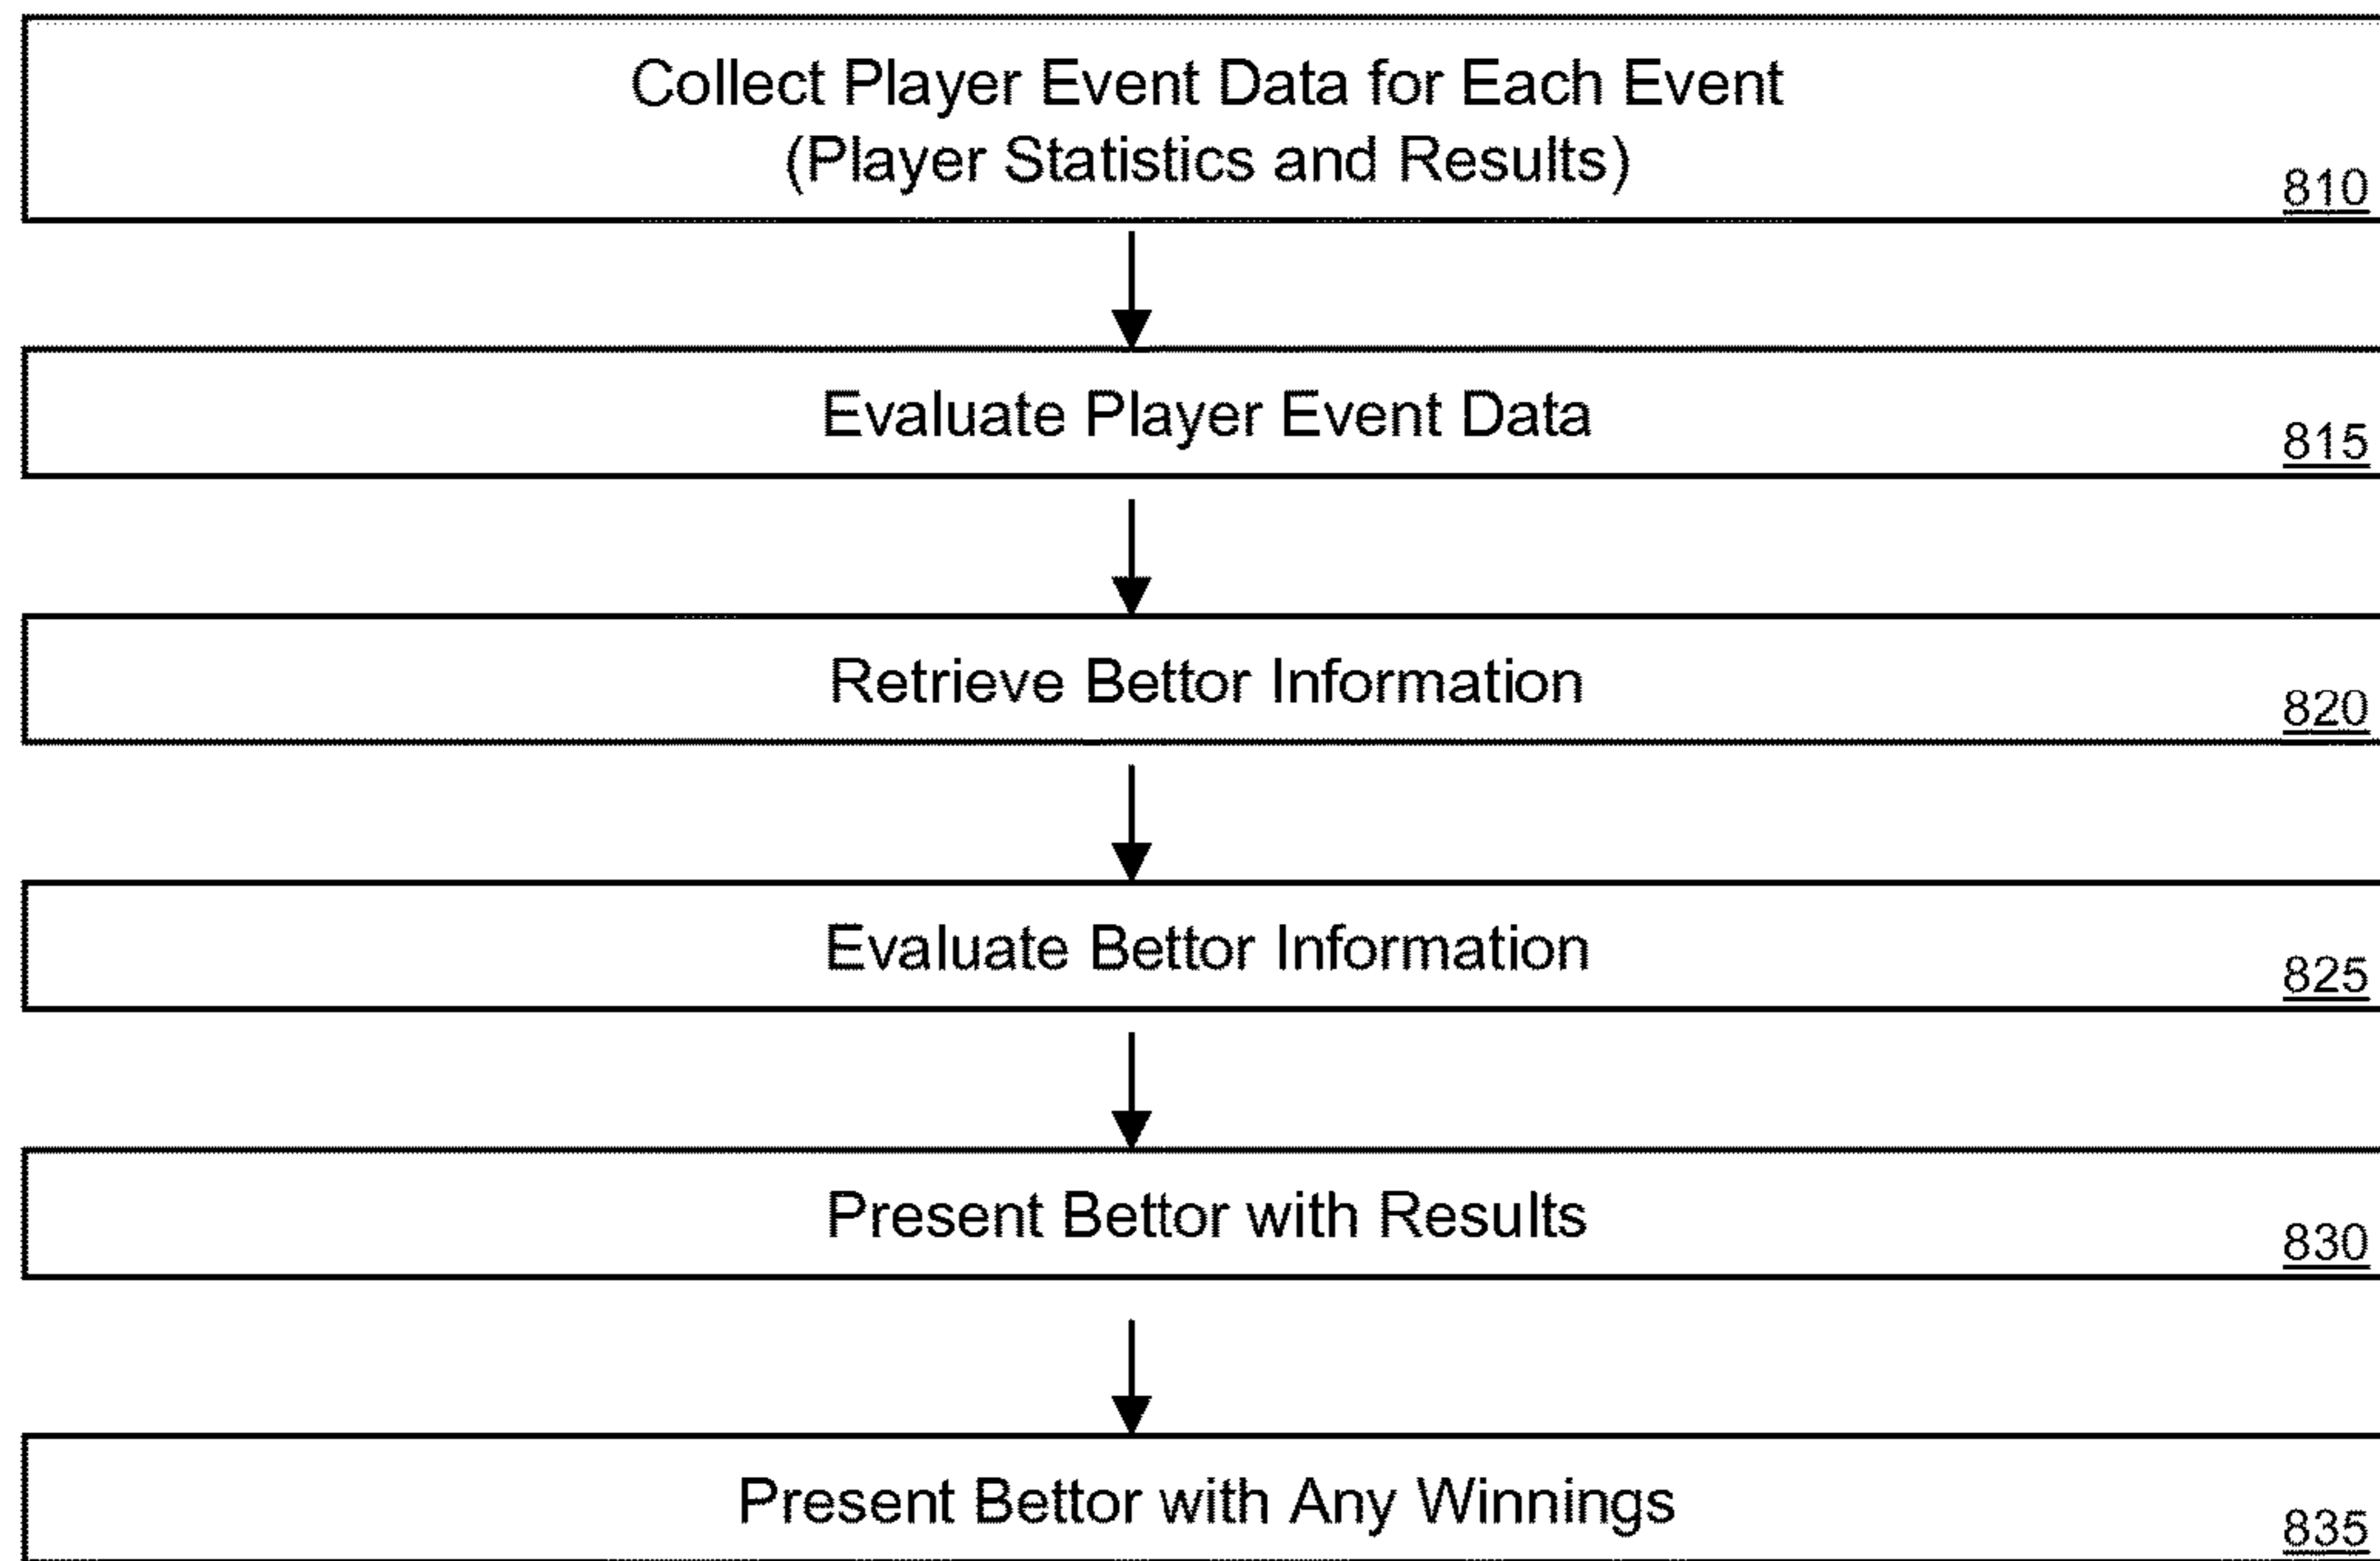 Collect Player Event Data for Each Event
(Player Statistics and Results)
810
Evaluate Player Event Data
815
Retrieve Bettor Information
820
Evaluate Bettor Information
825
Present Bettor with Results
830
Present Bettor with Any Winnings
835